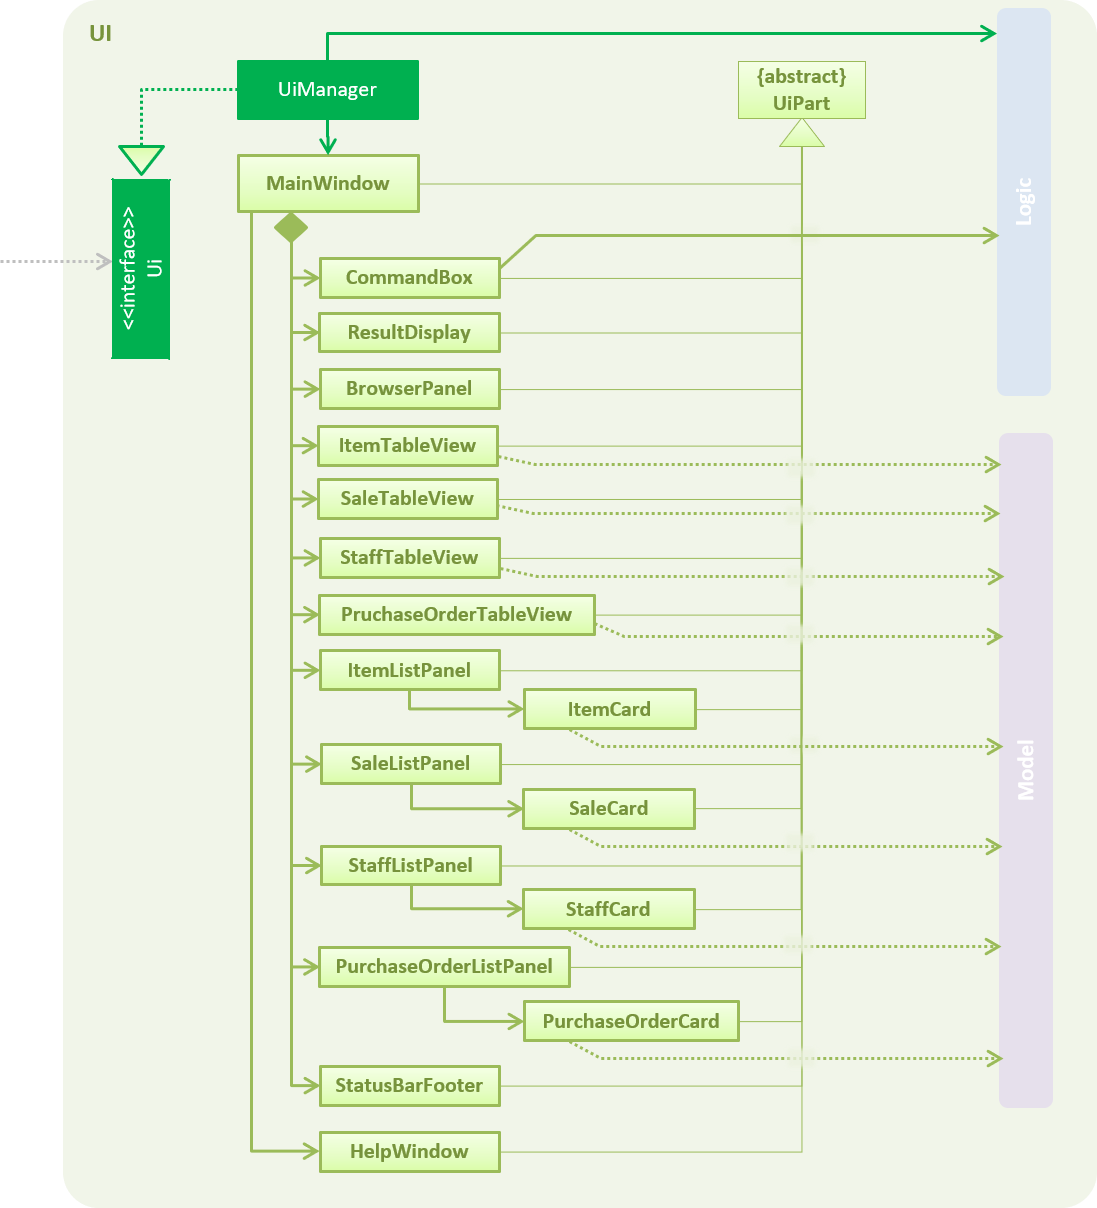 UI
UiManager
{abstract}
UiPart
MainWindow
Logic
<<interface>>
Ui
CommandBox
ResultDisplay
BrowserPanel
ItemTableView
SaleTableView
StaffTableView
PruchaseOrderTableView
ItemListPanel
ItemCard
SaleListPanel
Model
SaleCard
StaffListPanel
StaffCard
PurchaseOrderListPanel
PurchaseOrderCard
StatusBarFooter
HelpWindow